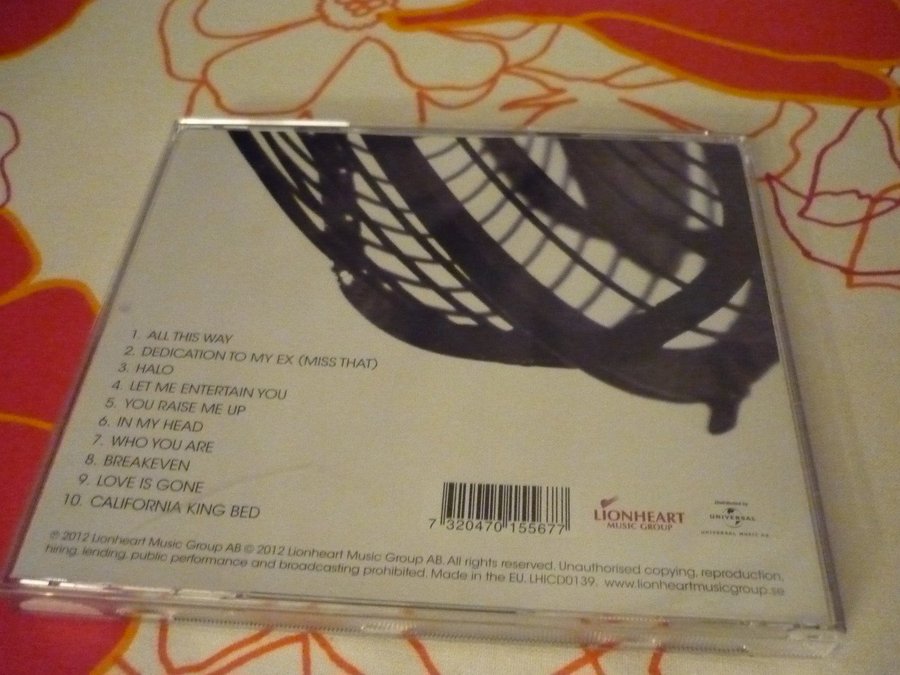 1. ALL THIS WAY
2. DEDICATION TO MY EX (MISS THAT)
3. HALO
4. LET ME ENTERTAIN YOU
5. YOU RAISE ME UP
6. IN MY HEAD
7. WHO YOU ARE
8. BREAKEVEN
9. LOVE IS GONE
10. CALIFORNIA KING BED
7 320470 155677
LIONHEART
MUSIC GROUP
Distributed by
UNIVERSAL
UNIVERSAL MUSIC AB
℗ 2012 Lionheart Music Group AB © 2012 Lionheart Music Group AB. All rights reserved. Unauthorised copying, reproduction,
hiring, lending, public performance and broadcasting prohibited. Made in the EU. LHICD0139. www.lionheartmusicgroup.se